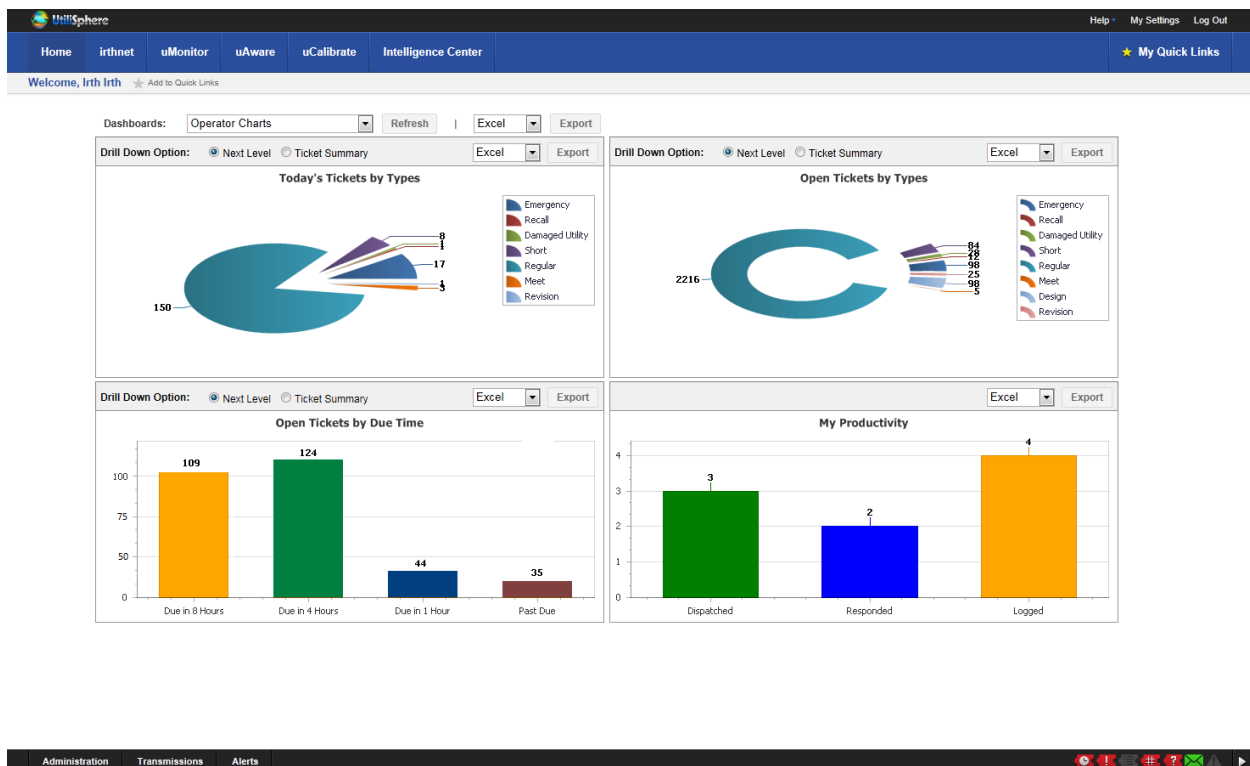 UtiliSphere
Help My Settings Log Out
Home irthnet uMonitor uAware uCalibrate Intelligence Center My Quick Links
Welcome, Irth Irth Add to Quick Links
Dashboards: Operator Charts Refresh | Excel Export
Drill Down Option: Next Level Ticket Summary Excel Export
Today's Tickets by Types
Emergency
Recall
Damaged Utility
Short
Regular
Meet
Revision
8
1
1
17
1
3
150
Drill Down Option: Next Level Ticket Summary Excel Export
Open Tickets by Types
Emergency
Recall
Damaged Utility
Short
Regular
Meet
Design
Revision
84
28
12
98
25
98
5
2216
Drill Down Option: Next Level Ticket Summary Excel Export
Open Tickets by Due Time
109
124
44
35
100
75
50
0
Due in 8 Hours Due in 4 Hours Due in 1 Hour Past Due
Excel Export
My Productivity
4
3
2
4
3
2
1
0
Dispatched Responded Logged
Administration Transmissions Alerts
! # ?